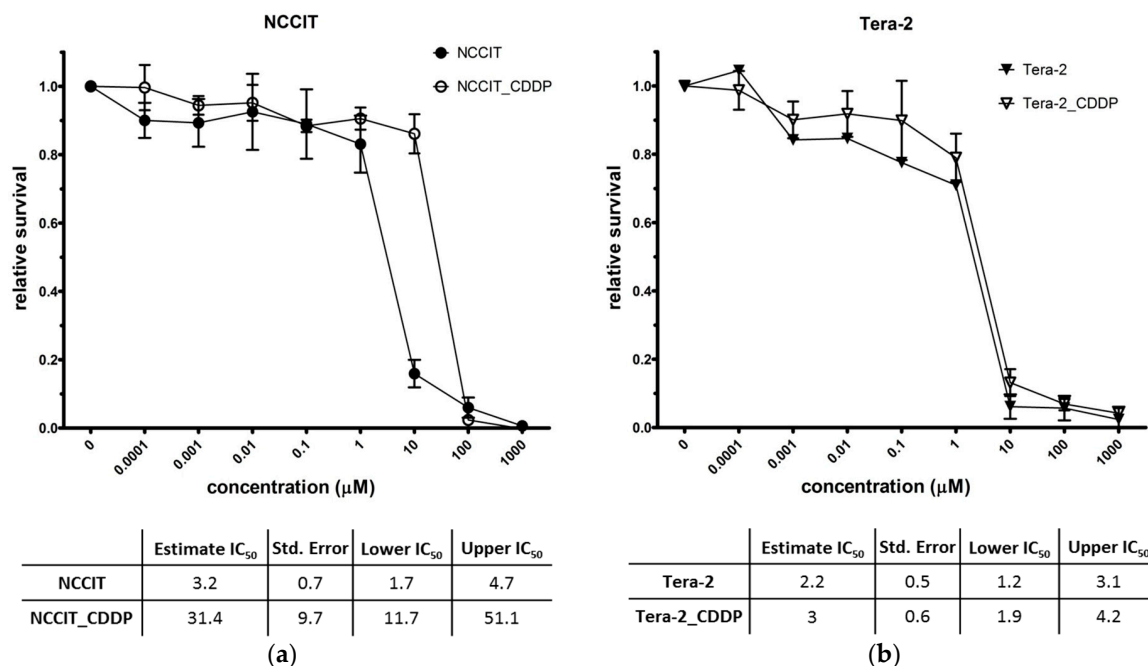 NCCIT
NCCIT
NCCIT_CDDP
relative survival
1.0
0.8
0.6
0.4
0.2
0.0
0 0.0001 0.001 0.01 0.1 1 10 100 1000
concentration (μM)
Estimate IC50 Std. Error Lower IC50 Upper IC50
NCCIT 3.2 0.7 1.7 4.7
NCCIT_CDDP 31.4 9.7 11.7 51.1
(a)
Tera-2
Tera-2
Tera-2_CDDP
relative survival
1.0
0.8
0.6
0.4
0.2
0.0
0 0.0001 0.001 0.01 0.1 1 10 100 1000
concentration (μM)
Estimate IC50 Std. Error Lower IC50 Upper IC50
Tera-2 2.2 0.5 1.2 3.1
Tera-2_CDDP 3 0.6 1.9 4.2
(b)